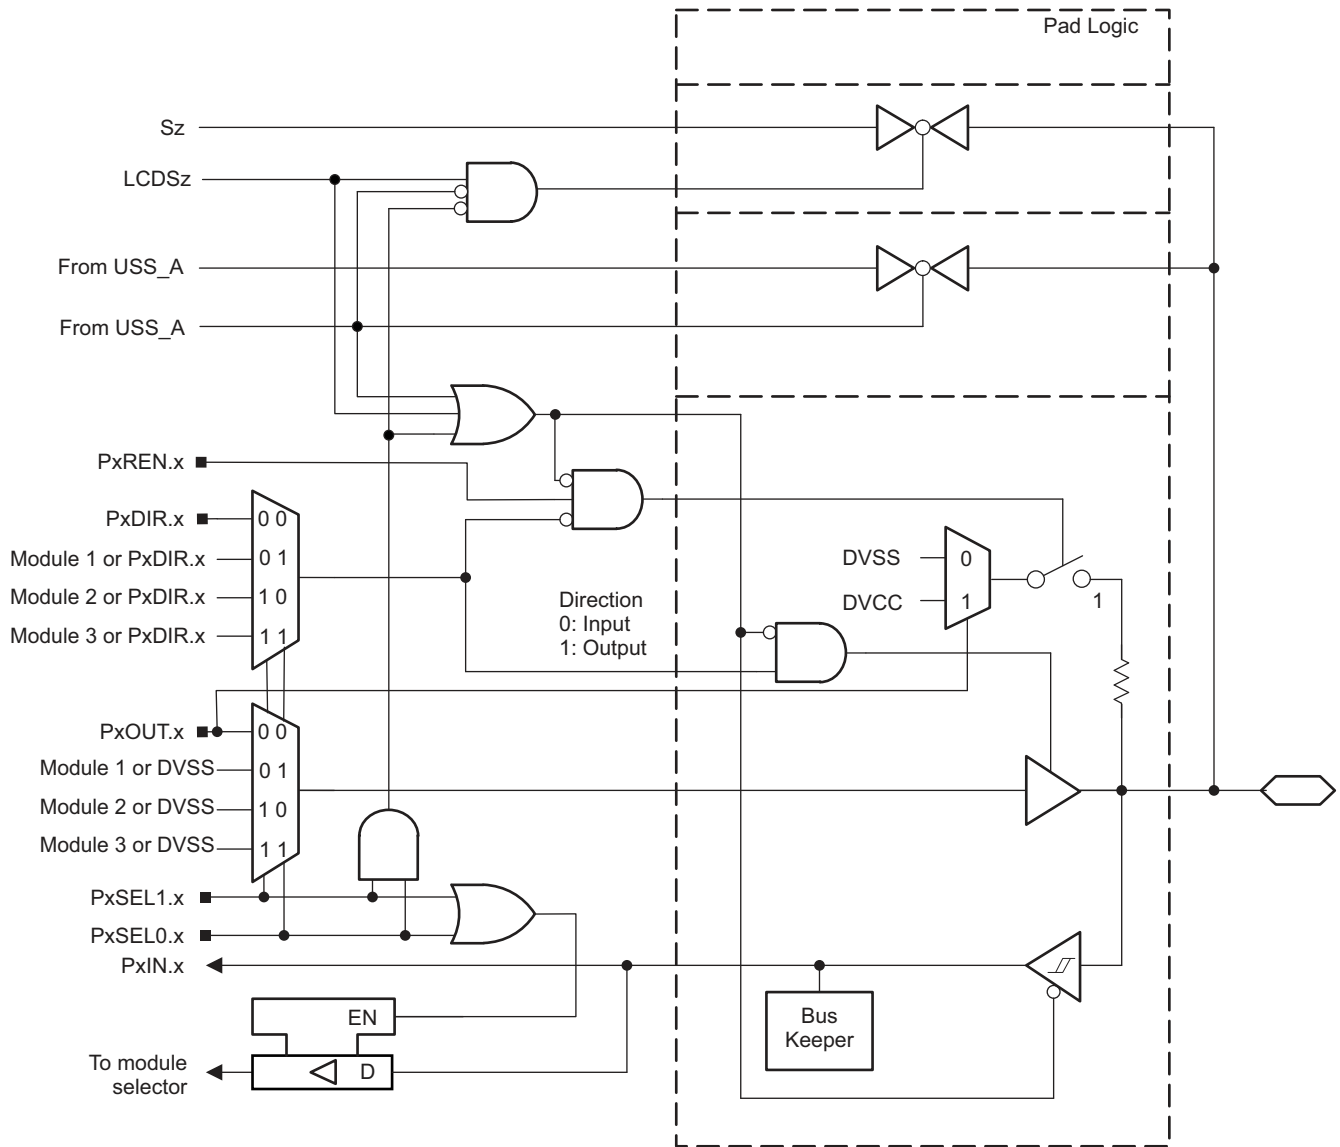 Pad Logic
Sz
LCDSz
From USS_A
From USS_A
PxREN.x
PxDIR.x
0 0
Module 1 or PxDIR.x
0 1
Module 2 or PxDIR.x
1 0
Module 3 or PxDIR.x
1 1
Direction
0: Input
1: Output
DVSS
0
DVCC
1
1
PxOUT.x
0 0
Module 1 or DVSS
0 1
Module 2 or DVSS
1 0
Module 3 or DVSS
1 1
PxSEL1.x
PxSEL0.x
PxIN.x
EN
Bus
Keeper
To module
selector
D